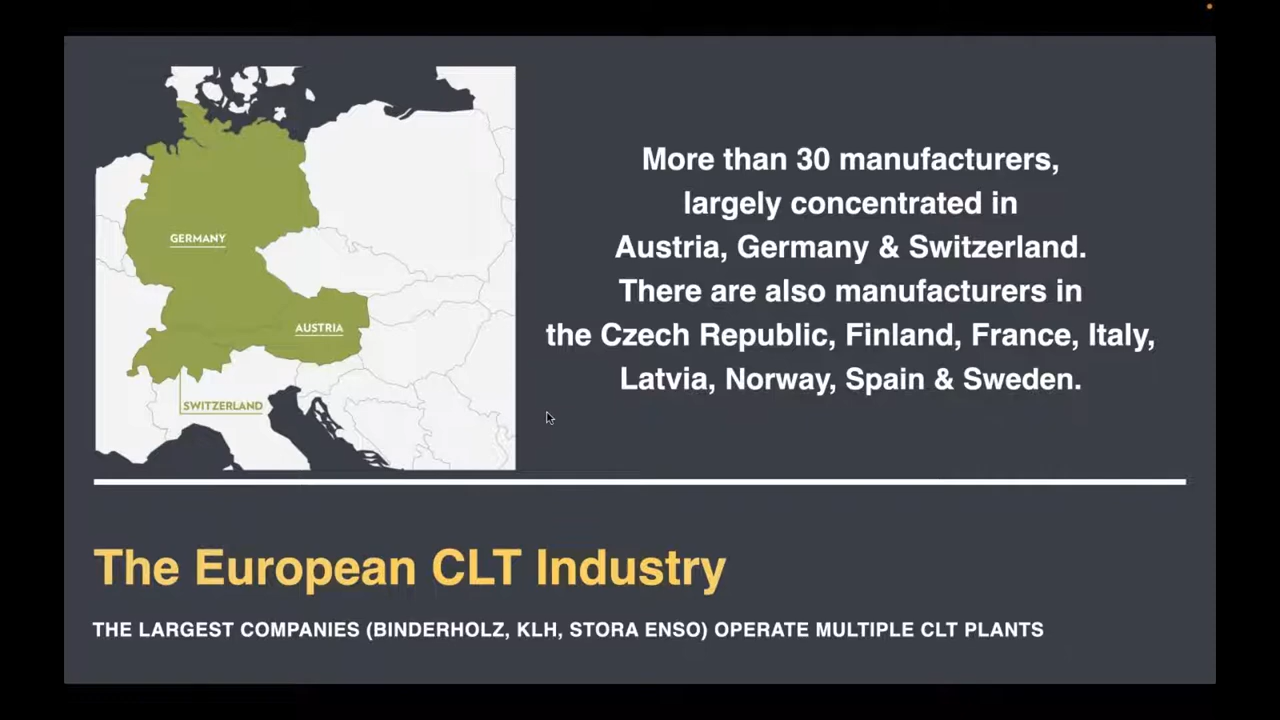 GERMANY
AUSTRIA
SWITZERLAND
More than 30 manufacturers,
largely concentrated in
Austria, Germany & Switzerland.
There are also manufacturers in
the Czech Republic, Finland, France, Italy,
Latvia, Norway, Spain & Sweden.
The European CLT Industry
THE LARGEST COMPANIES (BINDERHOLZ, KLH, STORA ENSO) OPERATE MULTIPLE CLT PLANTS